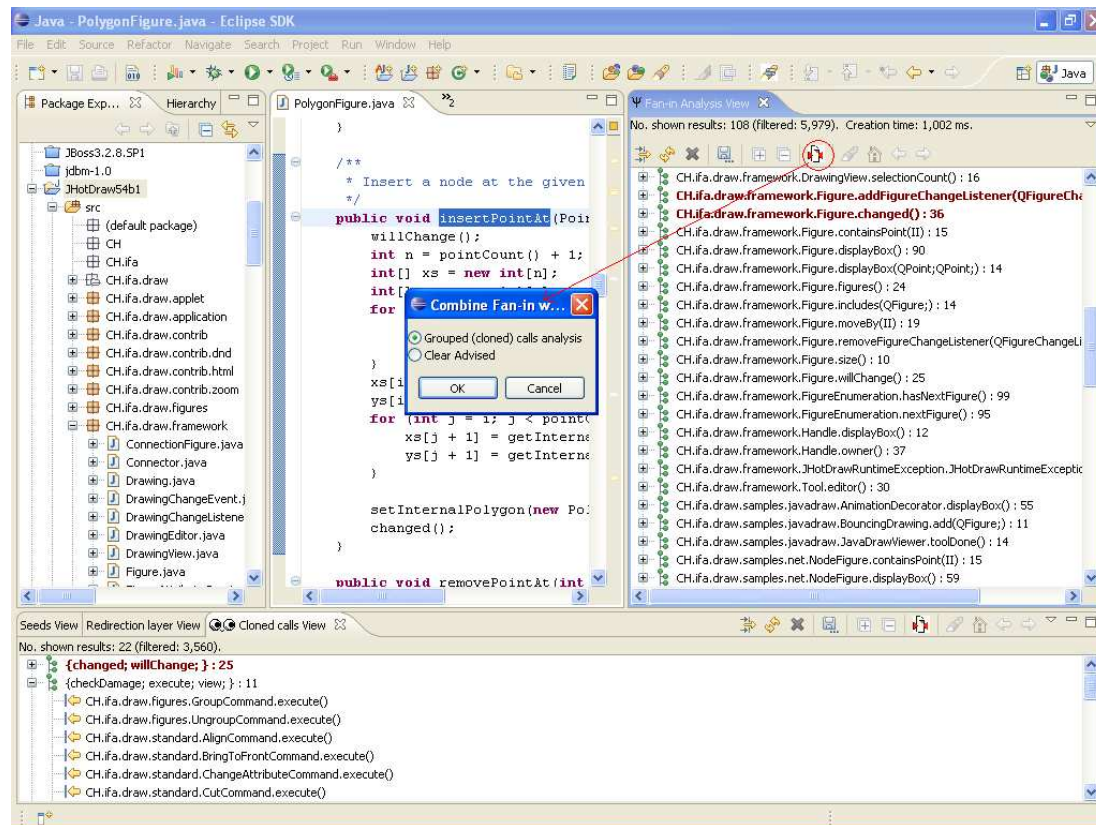 Java - PolygonFigure.java - Eclipse SDK
File Edit Source Refactor Navigate Search Project Run Window Help
Java
Package Exp...
Hierarchy
JBoss3.2.8.SP1
jdbm-1.0
JHotDraw54b1
src
(default package)
CH
CH.ifa
CH.ifa.draw
CH.ifa.draw.applet
CH.ifa.draw.application
CH.ifa.draw.contrib
CH.ifa.draw.contrib.dnd
CH.ifa.draw.contrib.html
CH.ifa.draw.contrib.zoom
CH.ifa.draw.figures
CH.ifa.draw.framework
ConnectionFigure.java
Connector.java
Drawing.java
DrawingChangeEvent.j
DrawingChangeListene
DrawingEditor.java
DrawingView.java
Figure.java
PolygonFigure.java
»2
}
/**
* Insert a node at the given
*/
public void insertPointAt(Poin
willChange();
int n = pointCount() + 1;
int[] xs = new int[n];
int[]
for
}
xs[i
ys[i
for (int j = i; j < point(
xs[j + 1] = getInterna
ys[j + 1] = getInterna
}
setInternalPolygon(new Pol
changed();
}
public void removePointAt(int
Combine Fan-in w...
Grouped (cloned) calls analysis
Clear Advised
OK
Cancel
Fan-in Analysis View
No. shown results: 108 (filtered: 5,979). Creation time: 1,002 ms.
CH.ifa.draw.framework.DrawingView.selectionCount() : 16
CH.ifa.draw.framework.Figure.addFigureChangeListener(QFigureCha
CH.ifa.draw.framework.Figure.changed() : 36
CH.ifa.draw.framework.Figure.containsPoint(II) : 15
CH.ifa.draw.framework.Figure.displayBox() : 90
CH.ifa.draw.framework.Figure.displayBox(QPoint;QPoint;) : 14
CH.ifa.draw.framework.Figure.figures() : 24
CH.ifa.draw.framework.Figure.includes(QFigure;) : 14
CH.ifa.draw.framework.Figure.moveBy(II) : 19
CH.ifa.draw.framework.Figure.removeFigureChangeListener(QFigureChangeLi
CH.ifa.draw.framework.Figure.size() : 10
CH.ifa.draw.framework.Figure.willChange() : 25
CH.ifa.draw.framework.FigureEnumeration.hasNextFigure() : 99
CH.ifa.draw.framework.FigureEnumeration.nextFigure() : 95
CH.ifa.draw.framework.Handle.displayBox() : 12
CH.ifa.draw.framework.Handle.owner() : 37
CH.ifa.draw.framework.JHotDrawRuntimeException.JHotDrawRuntimeExceptio
CH.ifa.draw.framework.Tool.editor() : 30
CH.ifa.draw.samples.javadraw.AnimationDecorator.displayBox() : 55
CH.ifa.draw.samples.javadraw.BouncingDrawing.add(QFigure;) : 11
CH.ifa.draw.samples.javadraw.JavaDrawViewer.toolDone() : 14
CH.ifa.draw.samples.net.NodeFigure.containsPoint(II) : 15
CH.ifa.draw.samples.net.NodeFigure.displayBox() : 59
Seeds View Redirection layer View Cloned calls View
No. shown results: 22 (filtered: 3,560).
{changed; willChange; } : 25
{checkDamage; execute; view; } : 11
CH.ifa.draw.figures.GroupCommand.execute()
CH.ifa.draw.figures.UngroupCommand.execute()
CH.ifa.draw.standard.AlignCommand.execute()
CH.ifa.draw.standard.BringToFrontCommand.execute()
CH.ifa.draw.standard.ChangeAttributeCommand.execute()
CH.ifa.draw.standard.CutCommand.execute()